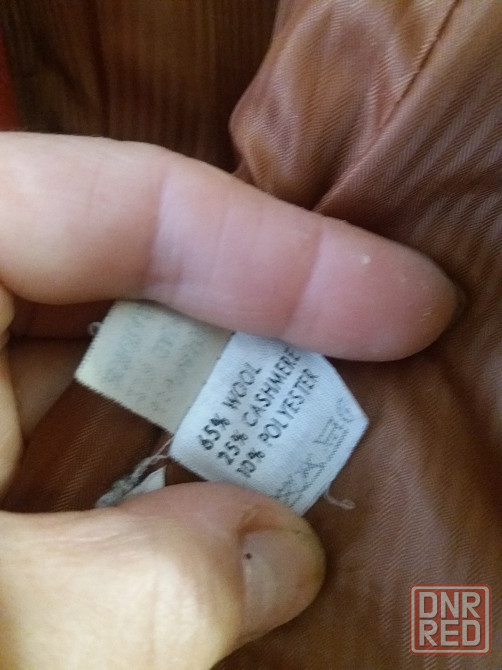 65% WOOL
25% CASHMERE
10% POLYESTER
DNR
RED